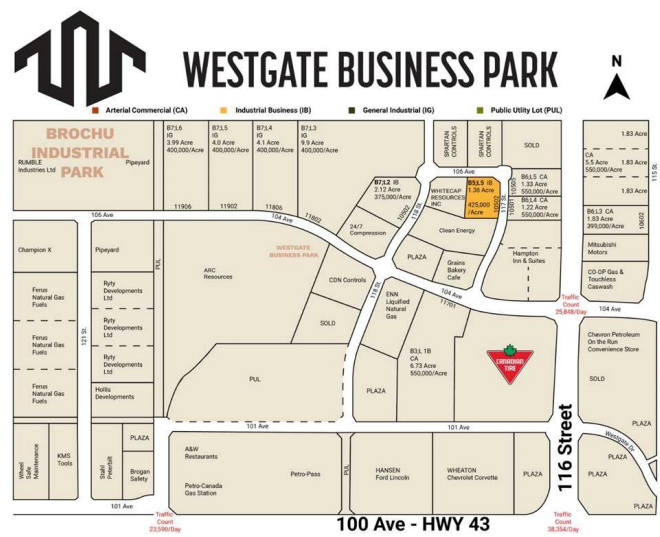 WESTGATE BUSINESS PARK
N
Arterial Commercial (CA)
Industrial Business (IB)
General Industrial (IG)
Public Utlity Lot (PUL)
BROCHU
INDUSTRIAL
PARK
RUMBLE
Industries Ltd
Pipeyard
B7;L6
IG
3.99 Acre
400,000/Acre
B7;L5
IG
4.0 Acre
400,000/Acre
B7;L4
IG
4.1 Acre
400,000/Acre
B7;L3
IG
9.9 Acre
400,000/Acre
11906
11902
11806
11802
B7;L2 IB
2.12 Acre
375,000/Acre
10502
SPARTAN
CONTROLS
SPARTAN
CONTROLS
SOLD
106 Ave
WHITECAP
RESOURCES
INC
B5;L5 IB
1.36 Acre
425,000
/Acre
10502
117 St.
10501
10505
B6;L5 CA
1.33 Acre
550,000/Acre
B6;L4 CA
1.22 Acre
550,000/Acre
1.83 Acre
CA
5.5 Acre
550,000/Acre
1.83 Acre
1.83 Acre
115 St.
B6;L3 CA
1.83 Acre
399,000/Acre
10602
Mitsubishi
Motors
CO-OP Gas &
Touchless
Caswash
106 Ave
104 Ave
118 St.
24/7
Compression
Clean Energy
PLAZA
Grains
Bakery
Cafe
Hampton
Inn & Suites
WESTGATE
BUSINESS PARK
Champion X
Pipeyard
PUL
ARC
Resources
CDN Controls
SOLD
118 St.
ENN
Liquified
Natural
Gas
104 Ave
11701
Traffic
Count
25,848/Day
104 Ave
Ferus
Natural Gas
Fuels
Ferus
Natural Gas
Fuels
Ferus
Natural Gas
Fuels
121 St.
Ryty
Developments
Ltd
Ryty
Developments
Ltd
Ryty
Developments
Ltd
Hollis
Developments
PUL
PLAZA
B3;L 1B
6.73 Acre
550,000/Acre
CANADIAN
TIRE
Chevron Petroleum
On the Run
Convenience Store
SOLD
PLAZA
101 Ave
101 Ave
116 Street
Westgate Dr
PLAZA
PLAZA
Wheel
Safe
Maintenance
KMS
Tools
Stahl
Peterbilt
PLAZA
Brogan
Safety
A&W
Restaurants
Petro-Canada
Gas Station
Petro-Pass
PUL
HANSEN
Ford Lincoln
WHEATON
Chevrolet Corvette
PLAZA
101 Ave
Traffic
Count
23,590/Day
100 Ave - HWY 43
Traffic
Count
38,354/Day